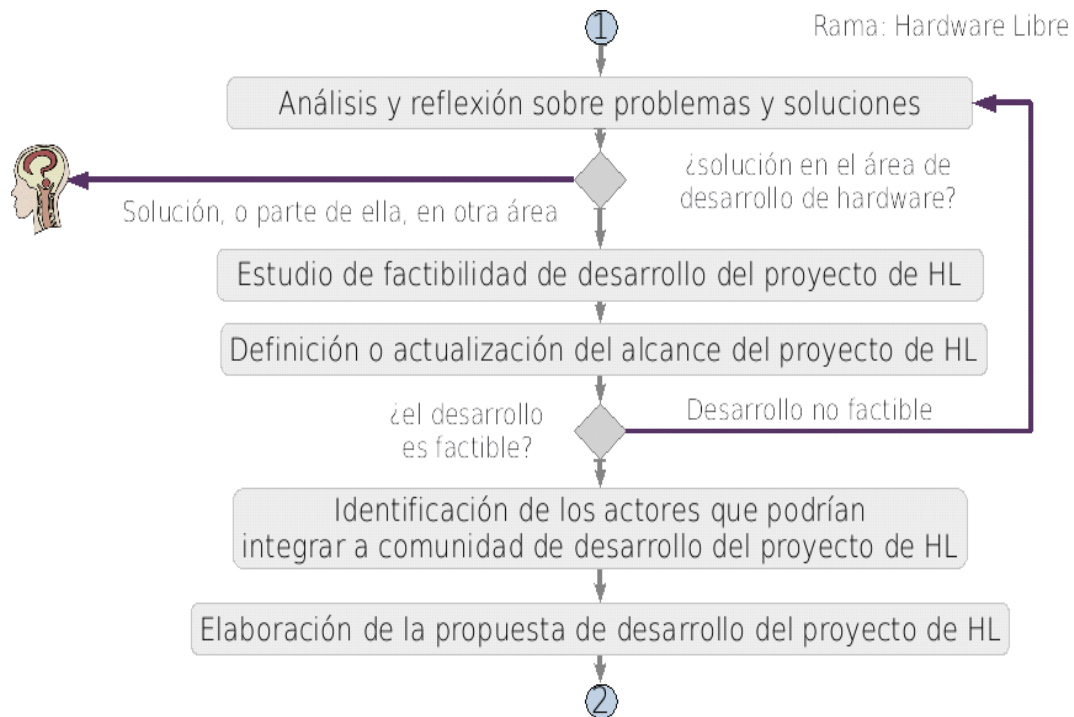 1
Rama: Hardware Libre
Análisis y reflexión sobre problemas y soluciones
¿solución en el área de
desarrollo de hardware?
Solución, o parte de ella, en otra área
Estudio de factibilidad de desarrollo del proyecto de HL
Definición o actualización del alcance del proyecto de HL
¿el desarrollo
es factible?
Desarrollo no factible
Identificación de los actores que podrían
integrar a comunidad de desarrollo del proyecto de HL
Elaboración de la propuesta de desarrollo del proyecto de HL
2